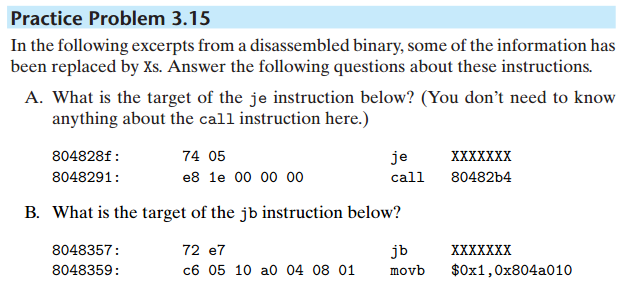 Practice Problem 3.15
In the following excerpts from a disassembled binary, some of the information has
been replaced by Xs. Answer the following questions about these instructions.
A. What is the target of the je instruction below? (You don’t need to know
anything about the call instruction here.)
804828f: 74 05 je XXXXXXX
8048291: e8 1e 00 00 00 call 80482b4
B. What is the target of the jb instruction below?
8048357: 72 e7 jb XXXXXXX
8048359: c6 05 10 a0 04 08 01 movb $0x1,0x804a010